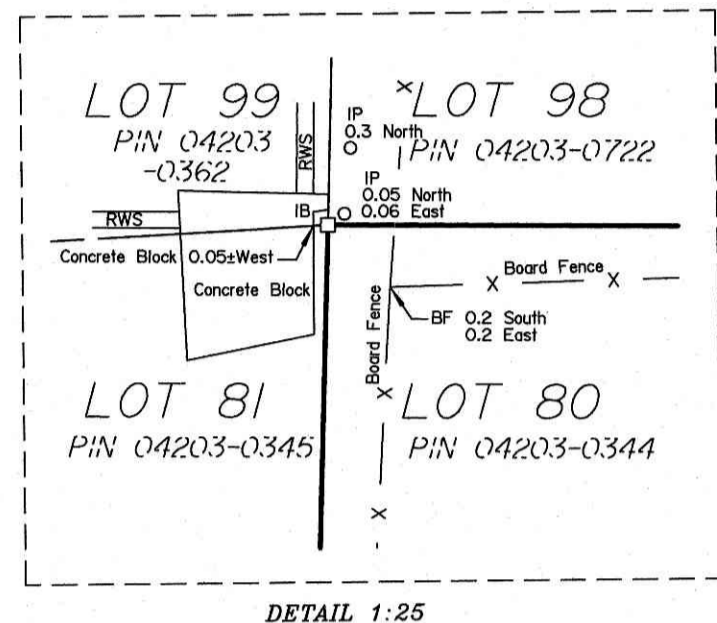 LOT 99
PIN 04203
-0362
RWS
RWS
IP
0.3 North
X
LOT 98
PIN 04203-0722
IP
0.05 North
0.06 East
IB
Concrete Block
0.05±West
Concrete Block
Board Fence
X
X
Board Fence
BF 0.2 South
0.2 East
X
X
LOT 81
PIN 04203-0345
LOT 80
PIN 04203-0344
DETAIL 1:25